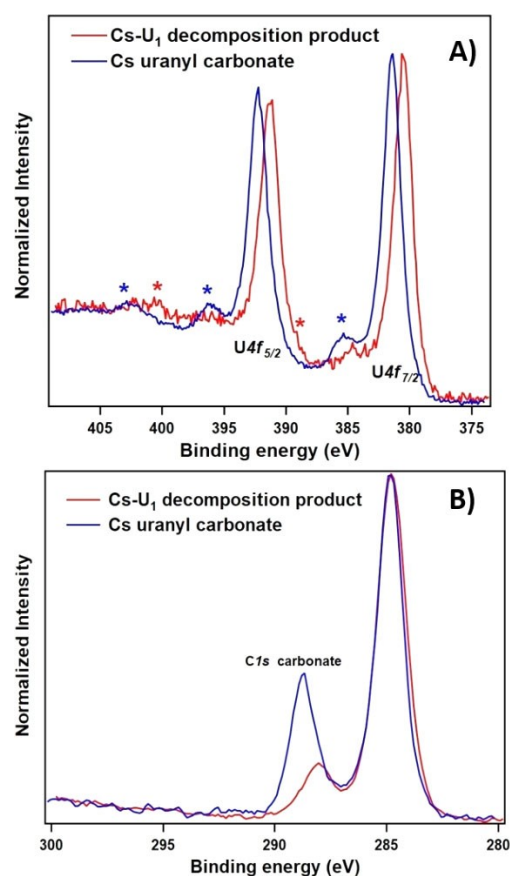 Cs-U₁ decomposition product
Cs uranyl carbonate
A)
Normalized Intensity
* * * * *
U4f5/2
U4f7/2
405 400 395 390 385 380 375
Binding energy (eV)
Cs-U₁ decomposition product
Cs uranyl carbonate
B)
Normalized Intensity
C1s carbonate
300 295 290 285 280
Binding energy (eV)